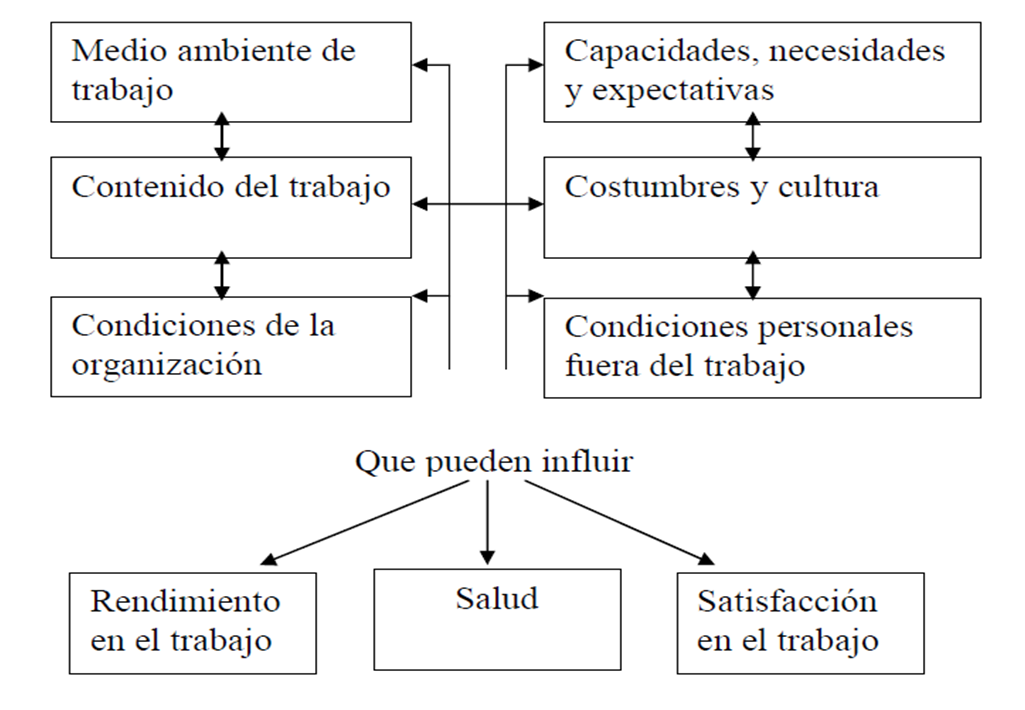 Medio ambiente de
trabajo
Capacidades, necesidades
y expectativas
Contenido del trabajo
Costumbres y cultura
Condiciones de la
organización
Condiciones personales
fuera del trabajo
Que pueden influir
Rendimiento
en el trabajo
Salud
Satisfacción
en el trabajo